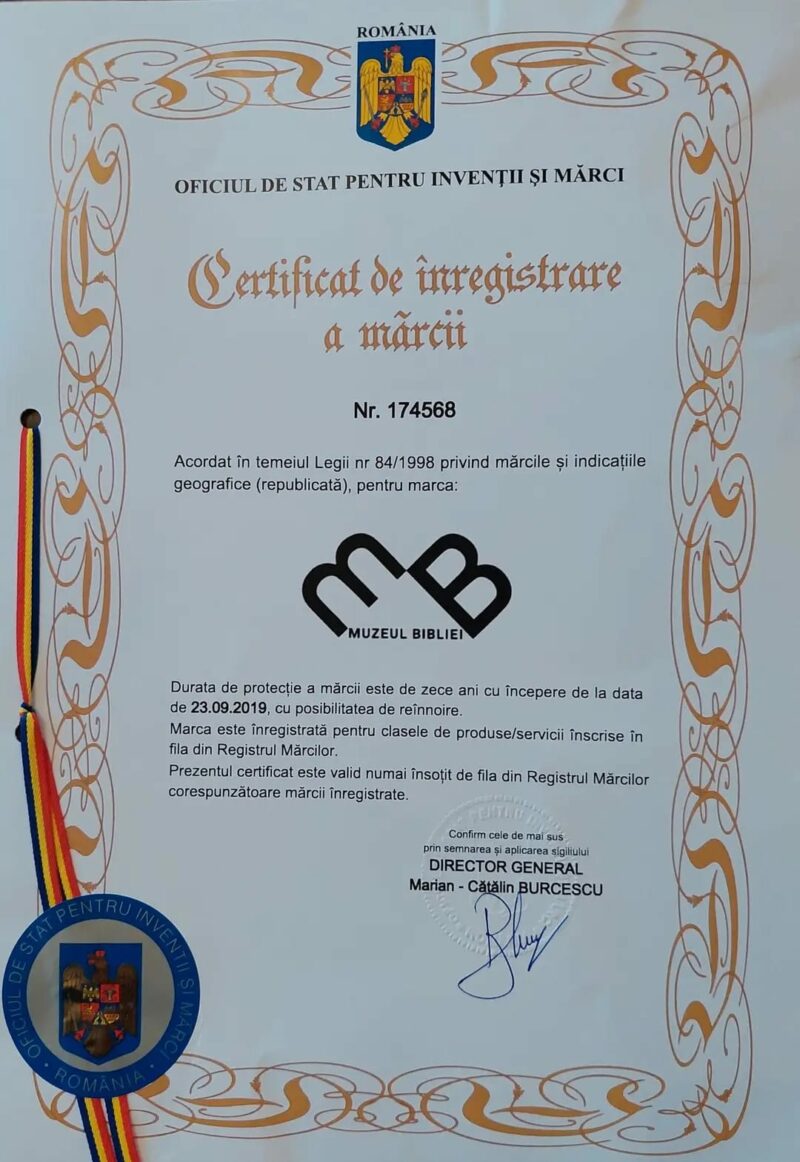 ROMÂNIA
OFICIUL DE STAT PENTRU INVENȚII ȘI MĂRCI
Certificat de înregistrare
a mărcii
Nr. 174568
Acordat în temeiul Legii nr 84/1998 privind mărcile și indicațiile
geografice (republicată), pentru marca:
MB
MUZEUL BIBLIEI
Durata de protecție a mărcii este de zece ani cu începere de la data
de 23.09.2019, cu posibilitatea de reînnoire.
Marca este înregistrată pentru clasele de produse/servicii înscrise în
fila din Registrul Mărcilor.
Prezentul certificat este valid numai însoțit de fila din Registrul Mărcilor
corespunzătoare mărcii înregistrate.
Confirm cele de mai sus
prin semnarea și aplicarea sigiliului
DIRECTOR GENERAL
Marian - Cătălin BURCESCU
OFICIUL DE STAT PENTRU INVENȚII ȘI MĂRCI
• ROMÂNIA •